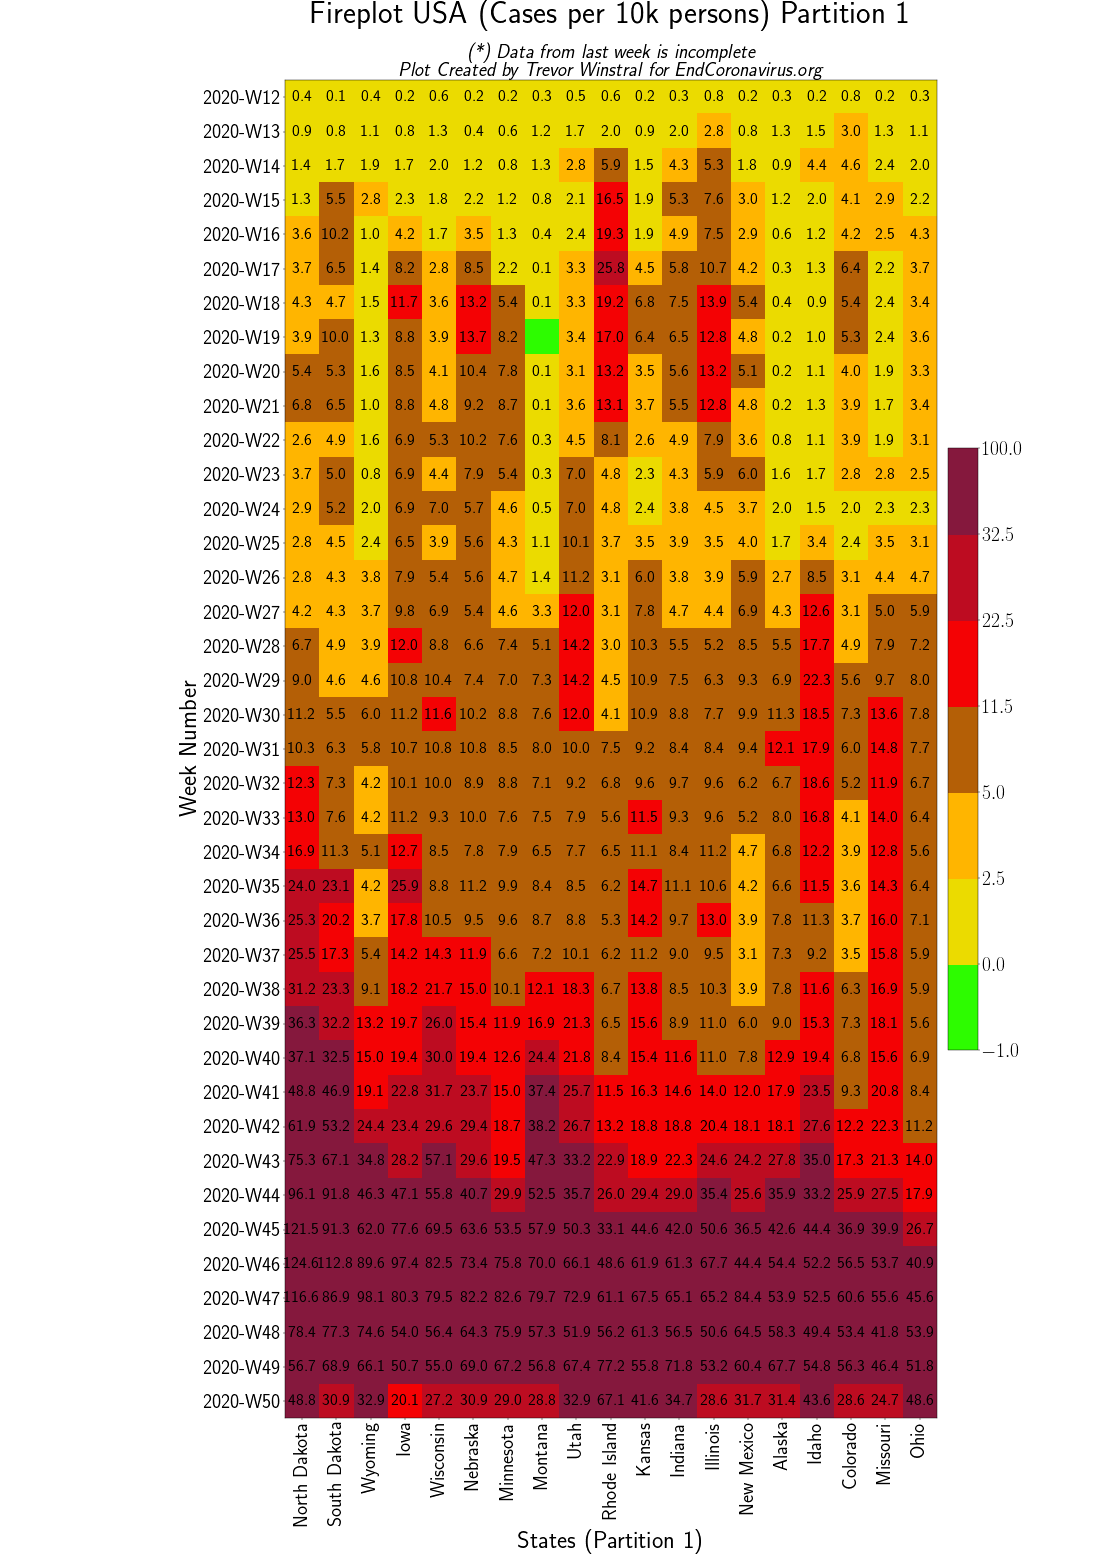 Fireplot USA (Cases per 10k persons) Partition 1
(*) Data from last week is incomplete
Plot Created by Trevor Winstral for EndCoronavirus.org
2020-W12 0.4 0.1 0.4 0.2 0.6 0.2 0.2 0.3 0.5 0.6 0.2 0.3 0.8 0.2 0.3 0.2 0.8 0.2 0.3
2020-W13 0.9 0.8 1.1 0.8 1.3 0.4 0.6 1.2 1.7 2.0 0.9 2.0 2.8 0.8 1.3 1.5 3.0 1.3 1.1
2020-W14 1.4 1.7 1.9 1.7 2.0 1.2 0.8 1.3 2.8 5.9 1.5 4.3 5.3 1.8 0.9 4.4 4.6 2.4 2.0
2020-W15 1.3 5.5 2.8 2.3 1.8 2.2 1.2 0.8 2.1 16.5 1.9 5.3 7.6 3.0 1.2 2.0 4.1 2.9 2.2
2020-W16 3.6 10.2 1.0 4.2 1.7 3.5 1.3 0.4 2.4 19.3 1.9 4.9 7.5 2.9 0.6 1.2 4.2 2.5 4.3
2020-W17 3.7 6.5 1.4 8.2 2.8 8.5 2.2 0.1 3.3 25.8 4.5 5.8 10.7 4.2 0.3 1.3 6.4 2.2 3.7
2020-W18 4.3 4.7 1.5 11.7 3.6 13.2 5.4 0.1 3.3 19.2 6.8 7.5 13.9 5.4 0.4 0.9 5.4 2.4 3.4
2020-W19 3.9 10.0 1.3 8.8 3.9 13.7 8.2 3.4 17.0 6.4 6.5 12.8 4.8 0.2 1.0 5.3 2.4 3.6
2020-W20 5.4 5.3 1.6 8.5 4.1 10.4 7.8 0.1 3.1 13.2 3.5 5.6 13.2 5.1 0.2 1.1 4.0 1.9 3.3
2020-W21 6.8 6.5 1.0 8.8 4.8 9.2 8.7 0.1 3.6 13.1 3.7 5.5 12.8 4.8 0.2 1.3 3.9 1.7 3.4
2020-W22 2.6 4.9 1.6 6.9 5.3 10.2 7.6 0.3 4.5 8.1 2.6 4.9 7.9 3.6 0.8 1.1 3.9 1.9 3.1
2020-W23 3.7 5.0 0.8 6.9 4.4 7.9 5.4 0.3 7.0 4.8 2.3 4.3 5.9 6.0 1.6 1.7 2.8 2.8 2.5
2020-W24 2.9 5.2 2.0 6.9 7.0 5.7 4.6 0.5 7.0 4.8 2.4 3.8 4.5 3.7 2.0 1.5 2.0 2.3 2.3
2020-W25 2.8 4.5 2.4 6.5 3.9 5.6 4.3 1.1 10.1 3.7 3.5 3.9 3.5 4.0 1.7 3.4 2.4 3.5 3.1
2020-W26 2.8 4.3 3.8 7.9 5.4 5.6 4.7 1.4 11.2 3.1 6.0 3.8 3.9 5.9 2.7 8.5 3.1 4.4 4.7
2020-W27 4.2 4.3 3.7 9.8 6.9 5.4 4.6 3.3 12.0 3.1 7.8 4.7 4.4 6.9 4.3 12.6 3.1 5.0 5.9
2020-W28 6.7 4.9 3.9 12.0 8.8 6.6 7.4 5.1 14.2 3.0 10.3 5.5 5.2 8.5 5.5 17.7 4.9 7.9 7.2
2020-W29 9.0 4.6 4.6 10.8 10.4 7.4 7.0 7.3 14.2 4.5 10.9 7.5 6.3 9.3 6.9 22.3 5.6 9.7 8.0
2020-W30 11.2 5.5 6.0 11.2 11.6 10.2 8.8 7.6 12.0 4.1 10.9 8.8 7.7 9.9 11.3 18.5 7.3 13.6 7.8
2020-W31 10.3 6.3 5.8 10.7 10.8 10.8 8.5 8.0 10.0 7.5 9.2 8.4 8.4 9.4 12.1 17.9 6.0 14.8 7.7
2020-W32 12.3 7.3 4.2 10.1 10.0 8.9 8.8 7.1 9.2 6.8 9.6 9.7 9.6 6.2 6.7 18.6 5.2 11.9 6.7
2020-W33 13.0 7.6 4.2 11.2 9.3 10.0 7.6 7.5 7.9 5.6 11.5 9.3 9.6 5.2 8.0 16.8 4.1 14.0 6.4
2020-W34 16.9 11.3 5.1 12.7 8.5 7.8 7.9 6.5 7.7 6.5 11.1 8.4 11.2 4.7 6.8 12.2 3.9 12.8 5.6
2020-W35 24.0 23.1 4.2 25.9 8.8 11.2 9.9 8.4 8.5 6.2 14.7 11.1 10.6 4.2 6.6 11.5 3.6 14.3 6.4
2020-W36 25.3 20.2 3.7 17.8 10.5 9.5 9.6 8.7 8.8 5.3 14.2 9.7 13.0 3.9 7.8 11.3 3.7 16.0 7.1
2020-W37 25.5 17.3 5.4 14.2 14.3 11.9 6.6 7.2 10.1 6.2 11.2 9.0 9.5 3.1 7.3 9.2 3.5 15.8 5.9
2020-W38 31.2 23.3 9.1 18.2 21.7 15.0 10.1 12.1 18.3 6.7 13.8 8.5 10.3 3.9 7.8 11.6 6.3 16.9 5.9
2020-W39 36.3 32.2 13.2 19.7 26.0 15.4 11.9 16.9 21.3 6.5 15.6 8.9 11.0 6.0 9.0 15.3 7.3 18.1 5.6
2020-W40 37.1 32.5 15.0 19.4 30.0 19.4 12.6 24.4 21.8 8.4 15.4 11.6 11.0 7.8 12.9 19.4 6.8 15.6 6.9
2020-W41 48.8 46.9 19.1 22.8 31.7 23.7 15.0 37.4 25.7 11.5 16.3 14.6 14.0 12.0 17.9 23.5 9.3 20.8 8.4
2020-W42 61.9 53.2 24.4 23.4 29.6 29.4 18.7 38.2 26.7 13.2 18.8 18.8 20.4 18.1 18.1 27.6 12.2 22.3 11.2
2020-W43 75.3 67.1 34.8 28.2 57.1 29.6 19.5 47.3 33.2 22.9 18.9 22.3 24.6 24.2 27.8 35.0 17.3 21.3 14.0
2020-W44 96.1 91.8 46.3 47.1 55.8 40.7 29.9 52.5 35.7 26.0 29.4 29.0 35.4 25.6 35.9 33.2 25.9 27.5 17.9
2020-W45 121.5 91.3 62.0 77.6 69.5 63.6 53.5 57.9 50.3 33.1 44.6 42.0 50.6 36.5 42.6 44.4 36.9 39.9 26.7
2020-W46 124.6 112.8 89.6 97.4 82.5 73.4 75.8 70.0 66.1 48.6 61.9 61.3 67.7 44.4 54.4 52.2 56.5 53.7 40.9
2020-W47 116.6 86.9 98.1 80.3 79.5 82.2 82.6 79.7 72.9 61.1 67.5 65.1 65.2 84.4 53.9 52.5 60.6 55.6 45.6
2020-W48 78.4 77.3 74.6 54.0 56.4 64.3 75.9 57.3 51.9 56.2 61.3 56.5 50.6 64.5 58.3 49.4 53.4 41.8 53.9
2020-W49 56.7 68.9 66.1 50.7 55.0 69.0 67.2 56.8 67.4 77.2 55.8 71.8 53.2 60.4 67.7 54.8 56.3 46.4 51.8
2020-W50 48.8 30.9 32.9 20.1 27.2 30.9 29.0 28.8 32.9 67.1 41.6 34.7 28.6 31.7 31.4 43.6 28.6 24.7 48.6
Week Number
North Dakota
South Dakota
Wyoming
Iowa
Wisconsin
Nebraska
Minnesota
Montana
Utah
Rhode Island
Kansas
Indiana
Illinois
New Mexico
Alaska
Idaho
Colorado
Missouri
Ohio
States (Partition 1)
100.0
32.5
22.5
11.5
5.0
2.5
0.0
−1.0